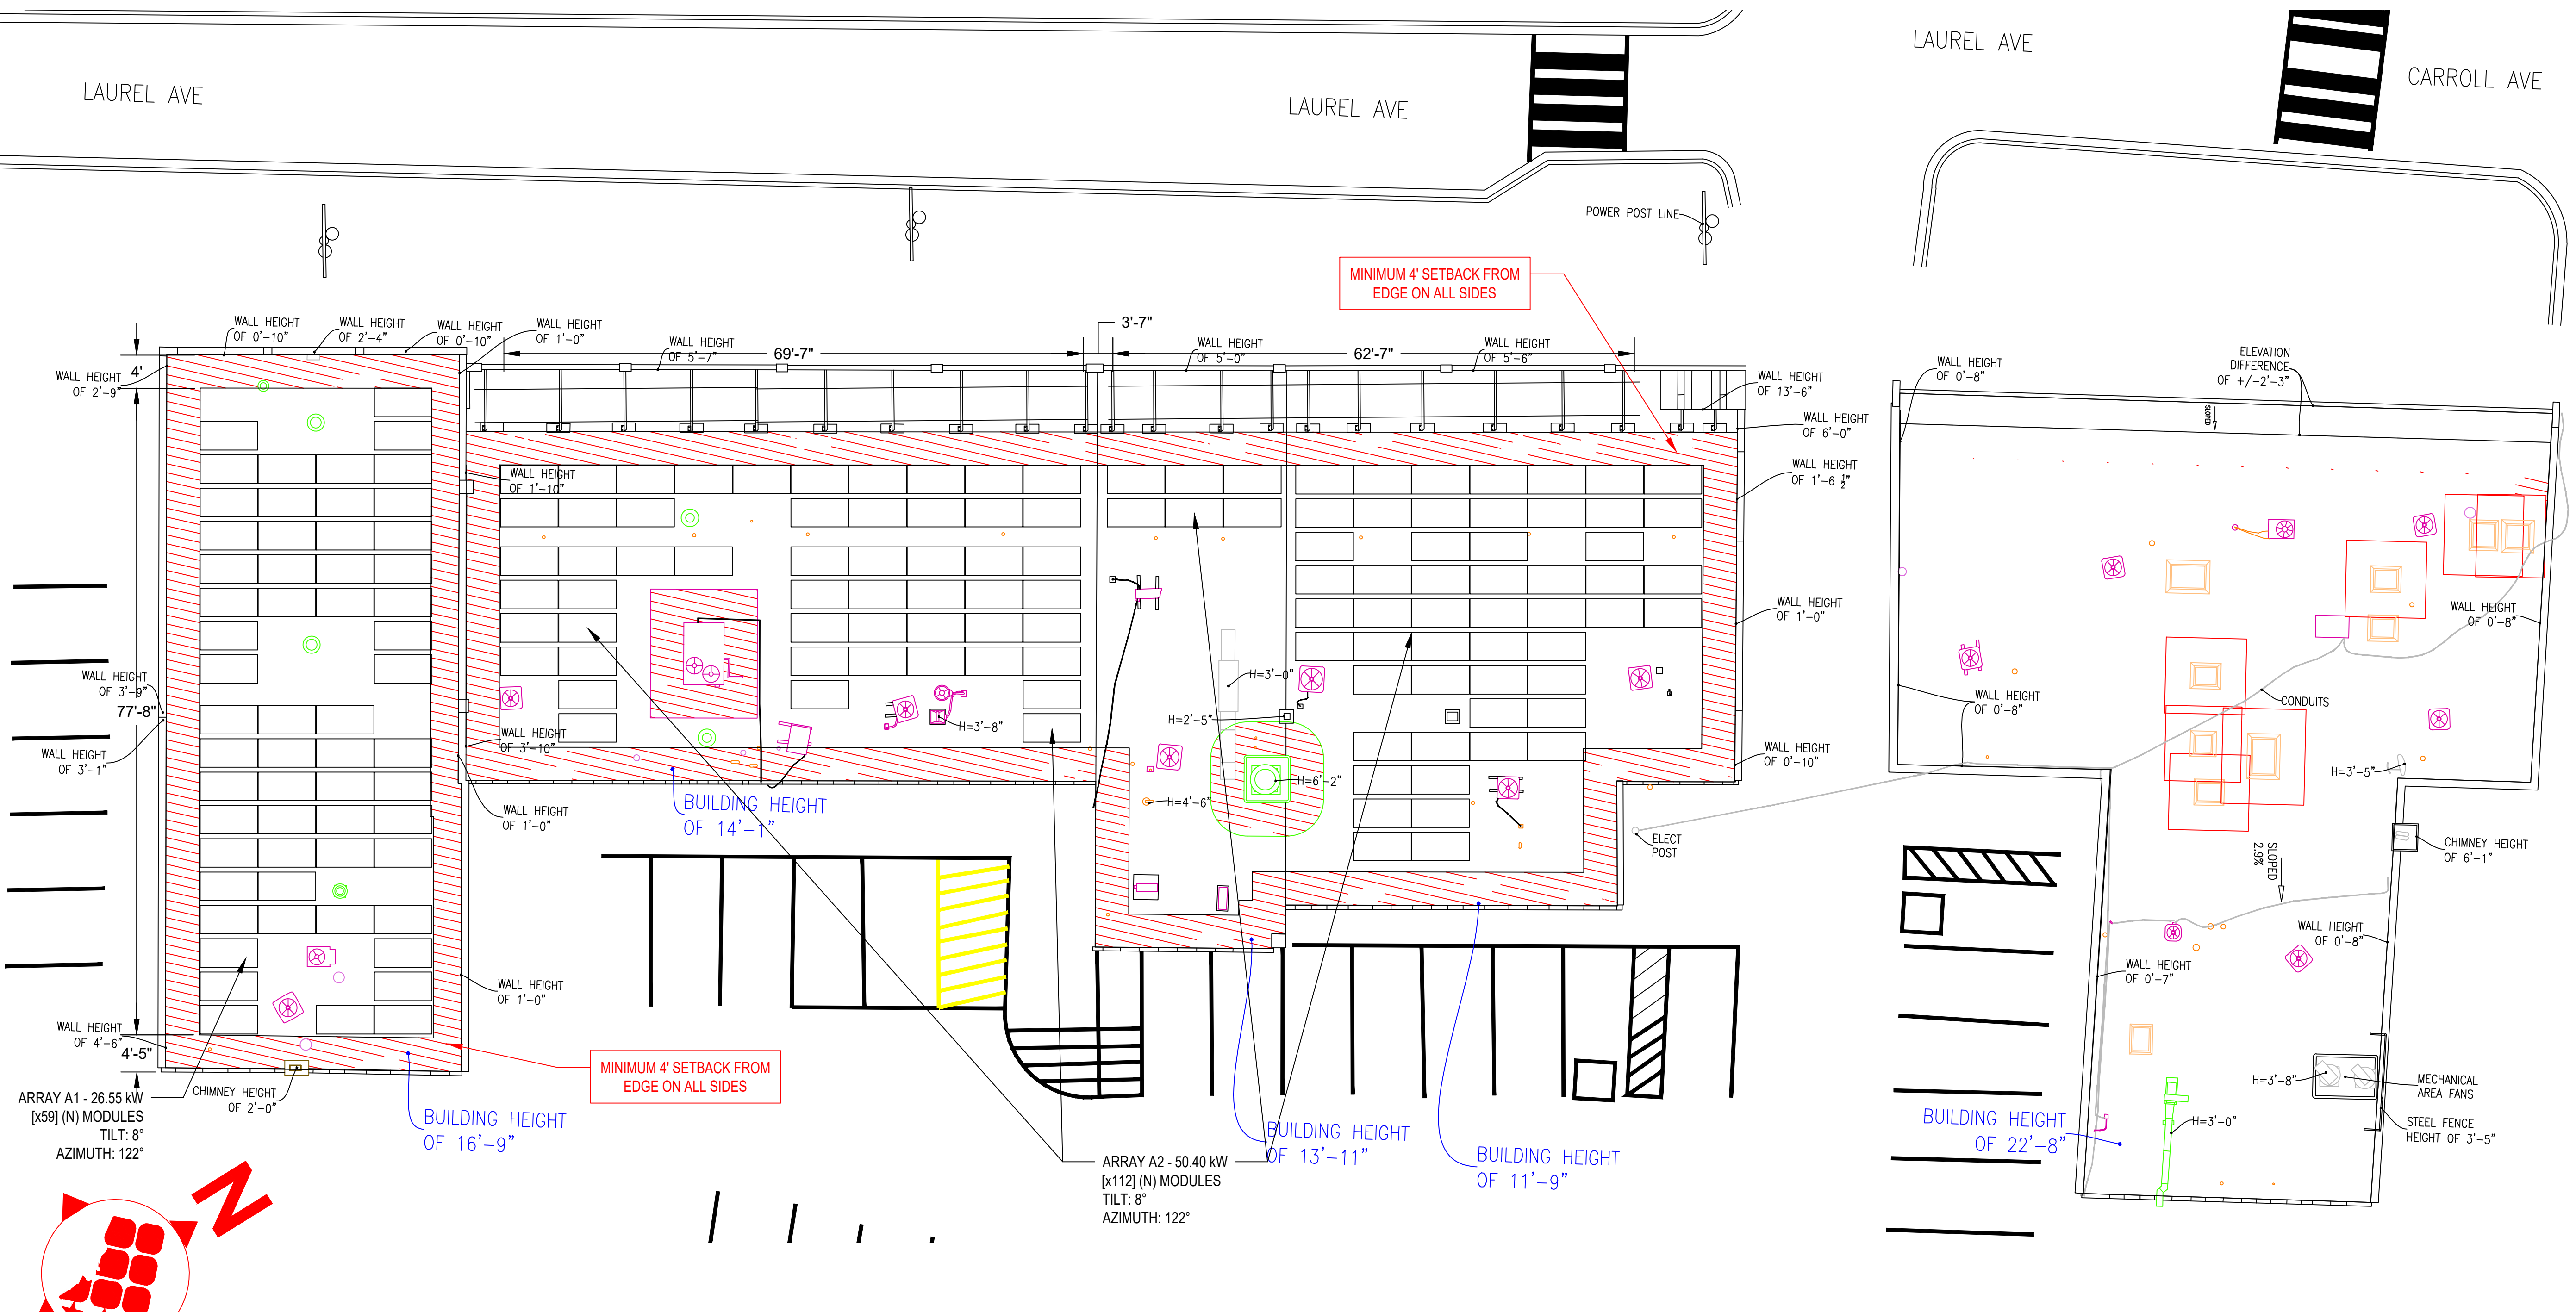 LAUREL AVE
LAUREL AVE
LAUREL AVE
CARROLL AVE
POWER POST LINE
MINIMUM 4' SETBACK FROM
EDGE ON ALL SIDES
WALL HEIGHT
OF 0'-10"
WALL HEIGHT
OF 2'-4"
WALL HEIGHT
OF 0'-10"
WALL HEIGHT
OF 1'-0"
69'-7"
WALL HEIGHT
OF 5'-7"
3'-7"
WALL HEIGHT
OF 5'-0"
62'-7"
WALL HEIGHT
OF 5'-6"
4'
WALL HEIGHT
OF 2'-9"
WALL HEIGHT
OF 13'-6"
WALL HEIGHT
OF 6'-0"
WALL HEIGHT
OF 1'-6 ½"
WALL HEIGHT
OF 1'-0"
WALL HEIGHT
OF 0'-10"
WALL HEIGHT
OF 0'-8"
ELEVATION
DIFFERENCE
OF +/-2'-3"
SLOPED
WALL HEIGHT
OF 0'-8"
WALL HEIGHT
OF 0'-8"
CONDUITS
WALL HEIGHT
OF 1'-10"
WALL HEIGHT
OF 3'-9"
77'-8"
WALL HEIGHT
OF 3'-1"
WALL HEIGHT
OF 3'-10"
WALL HEIGHT
OF 1'-0"
H=3'-8"
H=3'-0"
H=2'-5"
H=6'-2"
H=4'-6"
H=3'-5"
BUILDING HEIGHT
OF 14'-1"
ELECT
POST
SLOPED
2.9%
CHIMNEY HEIGHT
OF 6'-1"
WALL HEIGHT
OF 0'-8"
WALL HEIGHT
OF 0'-7"
WALL HEIGHT
OF 1'-0"
WALL HEIGHT
OF 4'-6"
4'-5"
MINIMUM 4' SETBACK FROM
EDGE ON ALL SIDES
CHIMNEY HEIGHT
OF 2'-0"
ARRAY A1 - 26.55 kW
[x59] (N) MODULES
TILT: 8°
AZIMUTH: 122°
BUILDING HEIGHT
OF 16'-9"
ARRAY A2 - 50.40 kW
[x112] (N) MODULES
TILT: 8°
AZIMUTH: 122°
BUILDING HEIGHT
OF 13'-11"
BUILDING HEIGHT
OF 11'-9"
BUILDING HEIGHT
OF 22'-8"
H=3'-0"
H=3'-8"
MECHANICAL
AREA FANS
STEEL FENCE
HEIGHT OF 3'-5"
N